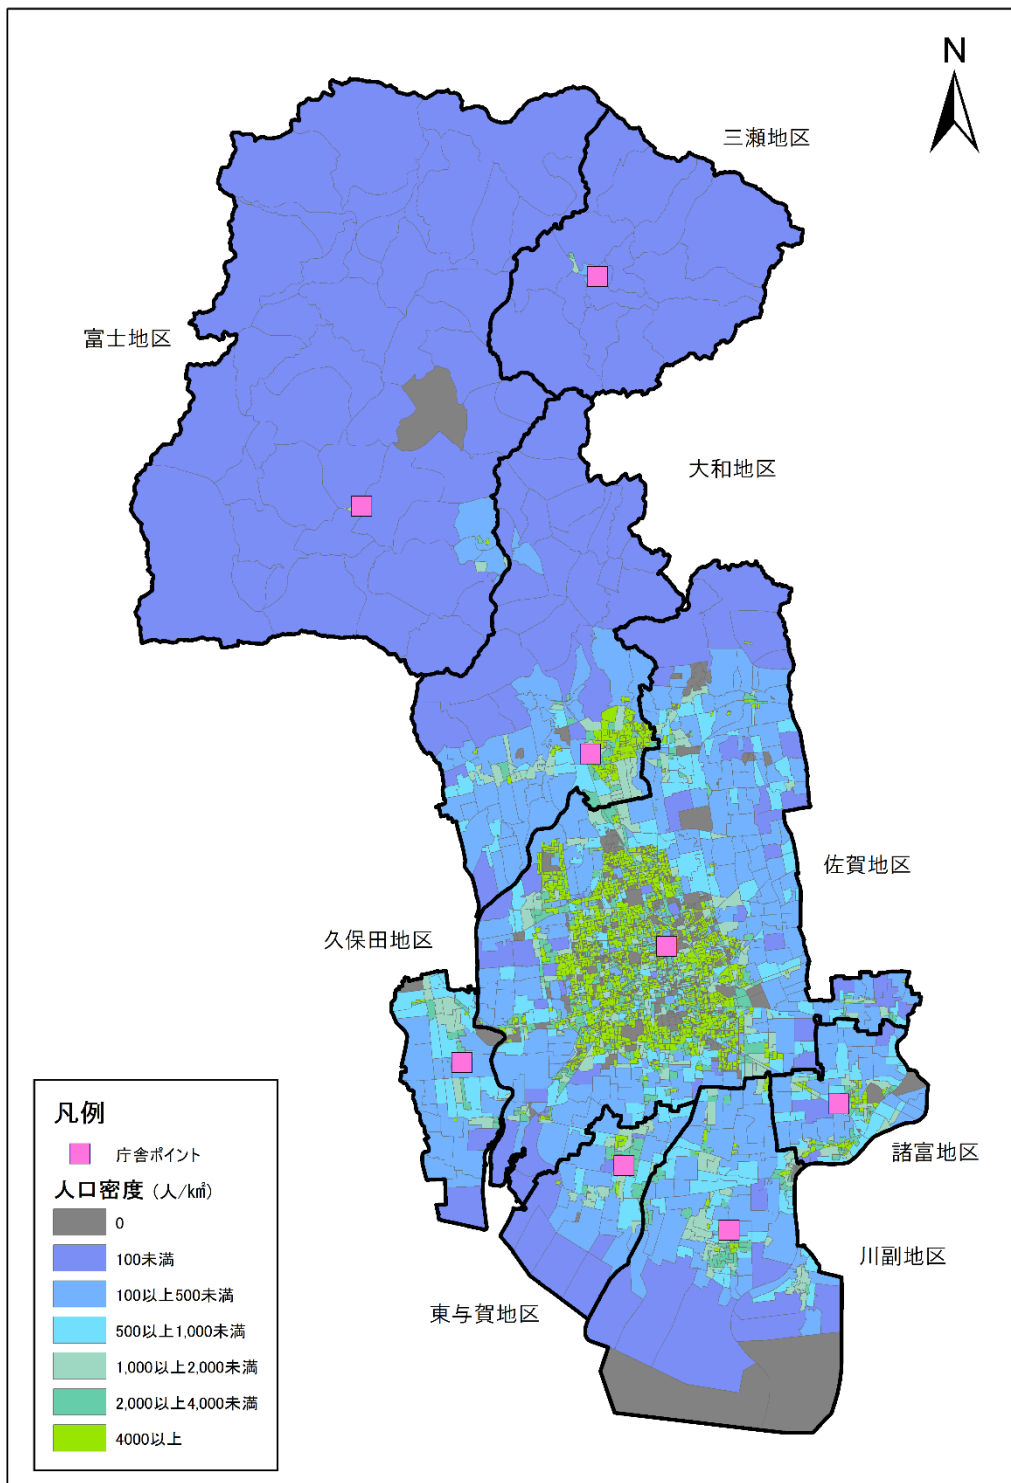 N
三瀬地区
富士地区
大和地区
佐賀地区
久保田地区
諸富地区
川副地区
東与賀地区
凡例
庁舎ポイント
人口密度 (人/k㎡)
0
100未満
100以上500未満
500以上1,000未満
1,000以上2,000未満
2,000以上4,000未満
4000以上